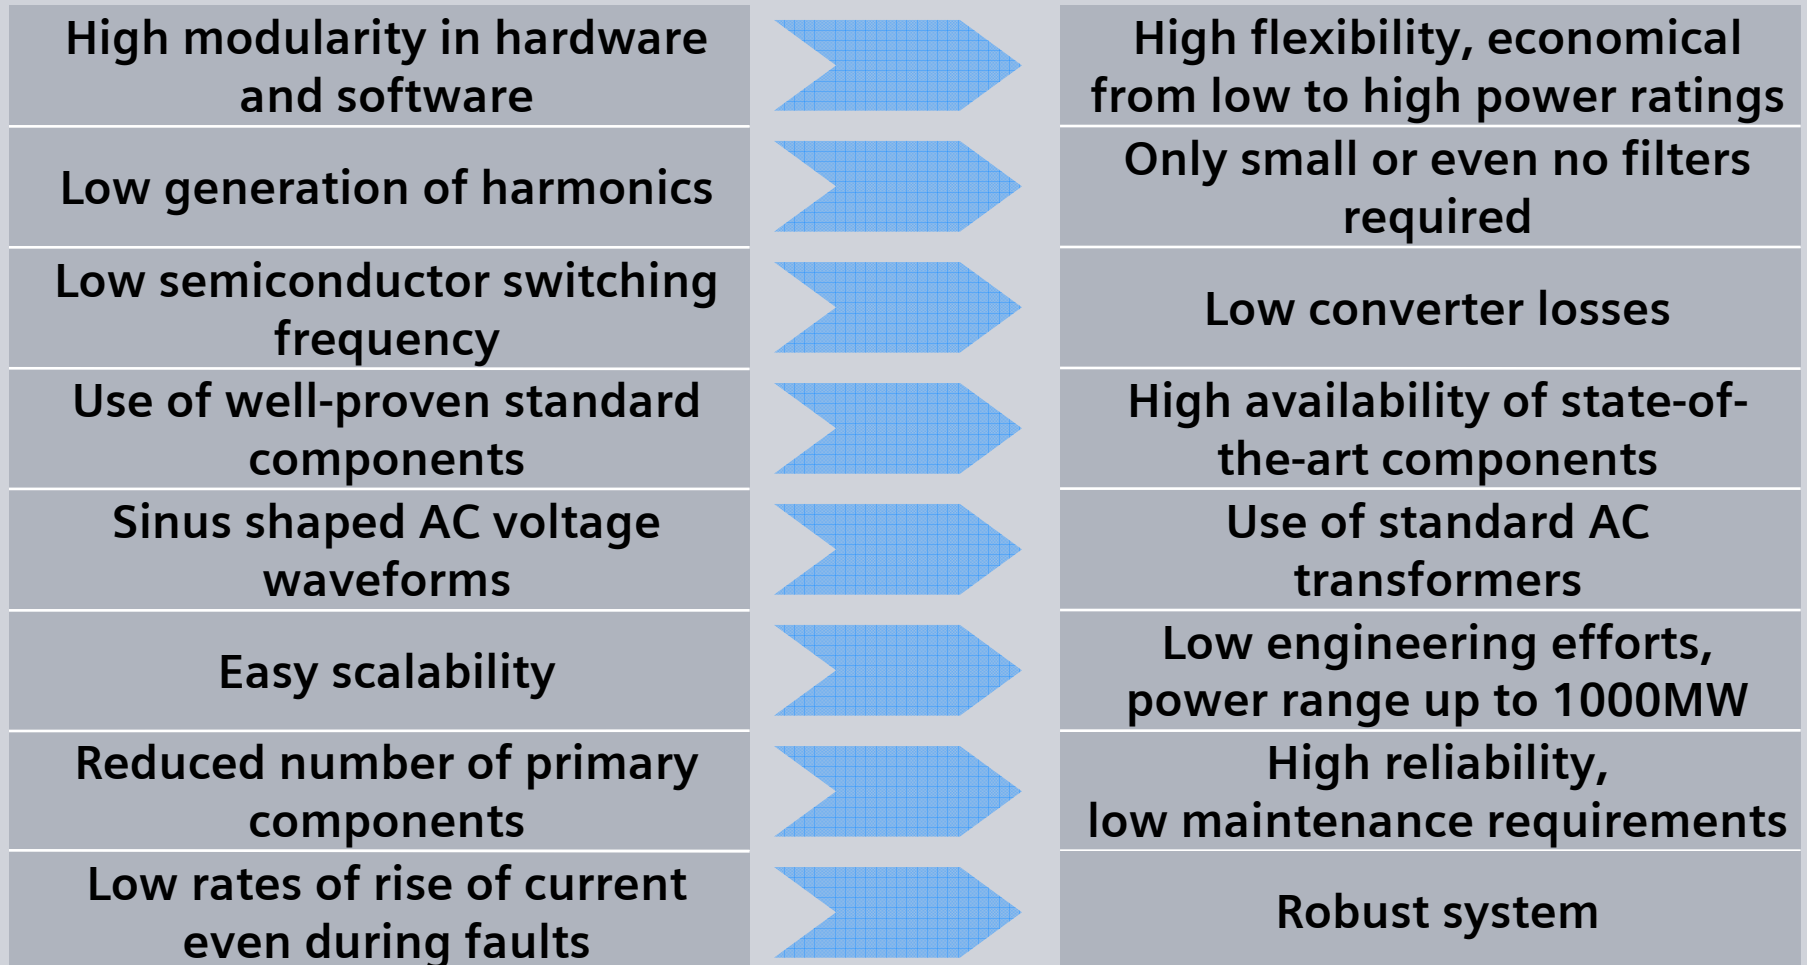 High modularity in hardware
and software
High flexibility, economical
from low to high power ratings
Low generation of harmonics
Only small or even no filters
required
Low semiconductor switching
frequency
Low converter losses
Use of well-proven standard
components
High availability of state-of-
the-art components
Sinus shaped AC voltage
waveforms
Use of standard AC
transformers
Easy scalability
Low engineering efforts,
power range up to 1000MW
Reduced number of primary
components
High reliability,
low maintenance requirements
Low rates of rise of current
even during faults
Robust system